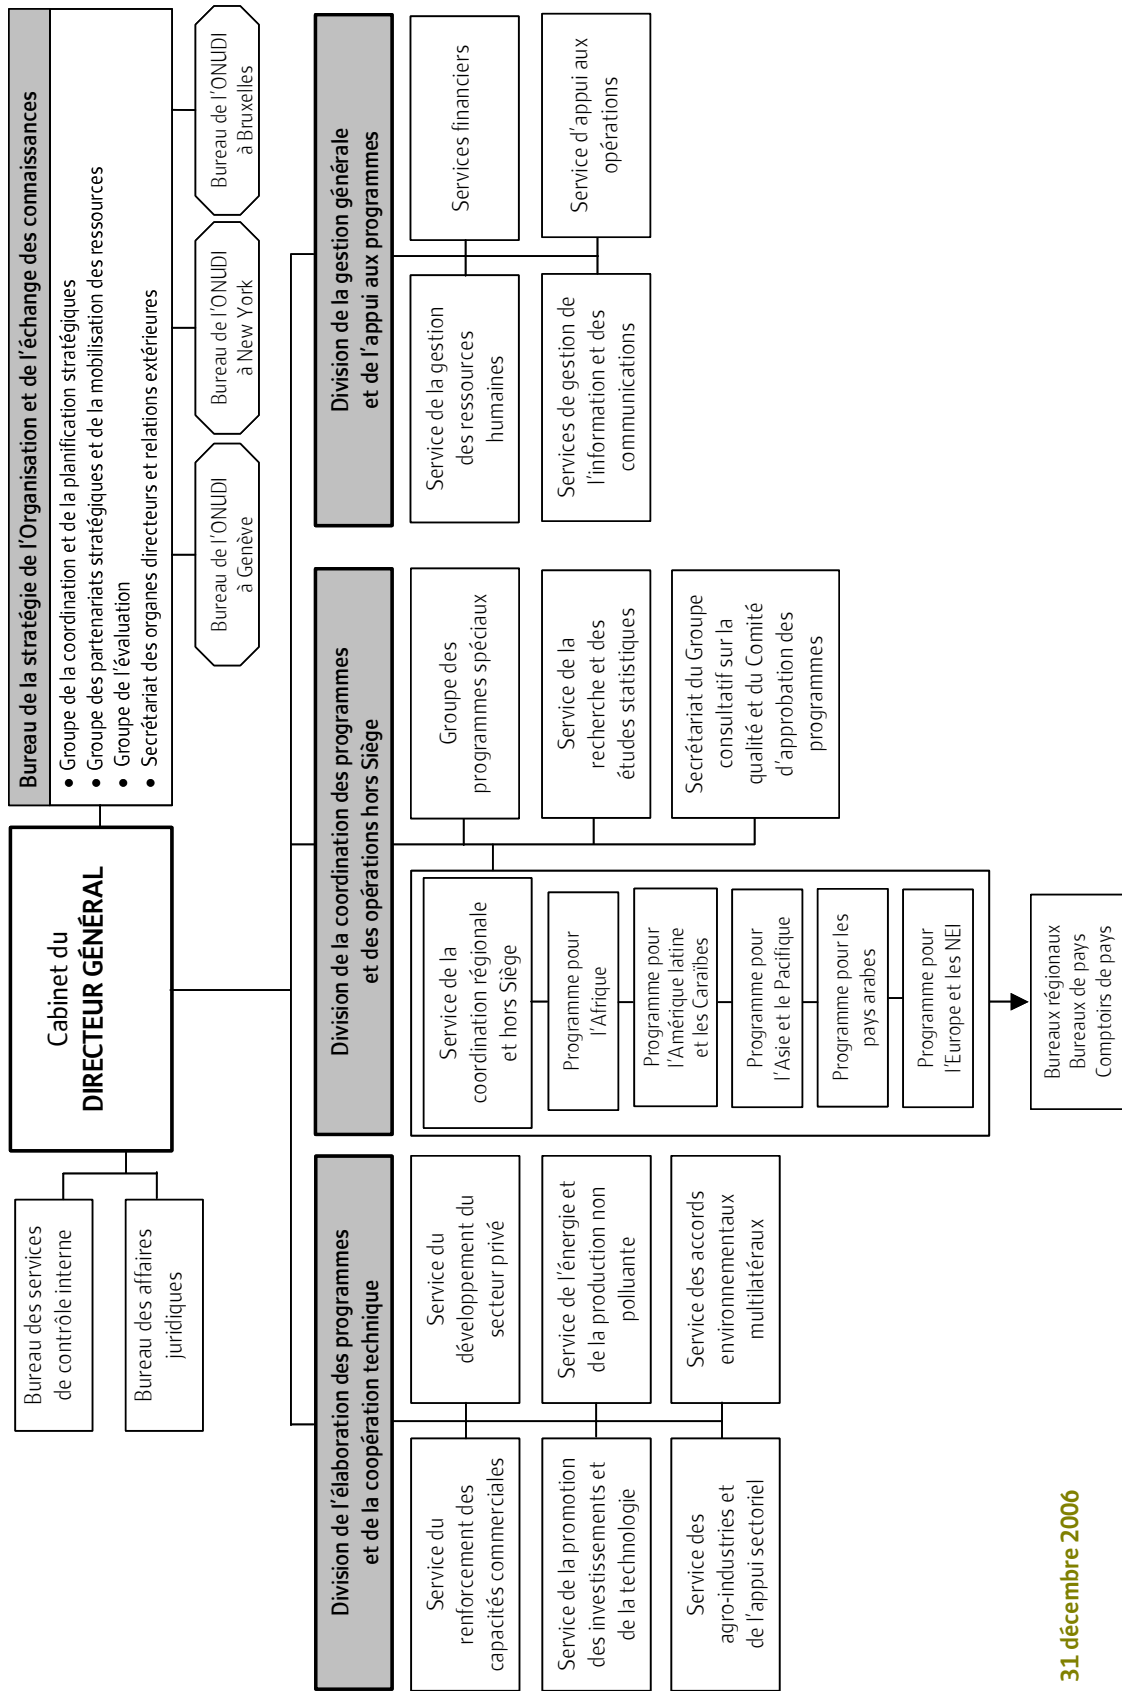 Cabinet du
DIRECTEUR GÉNÉRAL
Bureau des services
de contrôle interne
Bureau des affaires
juridiques
Bureau de la stratégie de l'Organisation et de l'échange des connaissances
• Groupe de la coordination et de la planification stratégiques
• Groupe des partenariats stratégiques et de la mobilisation des ressources
• Groupe de l'évaluation
• Secrétariat des organes directeurs et relations extérieures
Bureau de l'ONUDI
à Genève
Bureau de l'ONUDI
à New York
Bureau de l'ONUDI
à Bruxelles
Division de l'élaboration des programmes
et de la coopération technique
Service du
renforcement des
capacités commerciales
Service du
développement du
secteur privé
Service de la promotion
des investissements et
de la technologie
Service de l'énergie et
de la production non
polluante
Service des
agro-industries et
de l'appui sectoriel
Service des accords
environnementaux
multilatéraux
Division de la coordination des programmes
et des opérations hors Siège
Service de la
coordination régionale
et hors Siège
Programme pour
l'Afrique
Programme pour
l'Amérique latine
et les Caraïbes
Programme pour
l'Asie et le Pacifique
Programme pour les
pays arabes
Programme pour
l'Europe et les NEI
Bureaux régionaux
Bureaux de pays
Comptoirs de pays
Groupe des
programmes spéciaux
Service de la
recherche et des
études statistiques
Secrétariat du Groupe
consultatif sur la
qualité et du Comité
d'approbation des
programmes
Division de la gestion générale
et de l'appui aux programmes
Service de la gestion
des ressources
humaines
Services financiers
Services de gestion de
l'information et des
communications
Service d'appui aux
opérations
31 décembre 2006